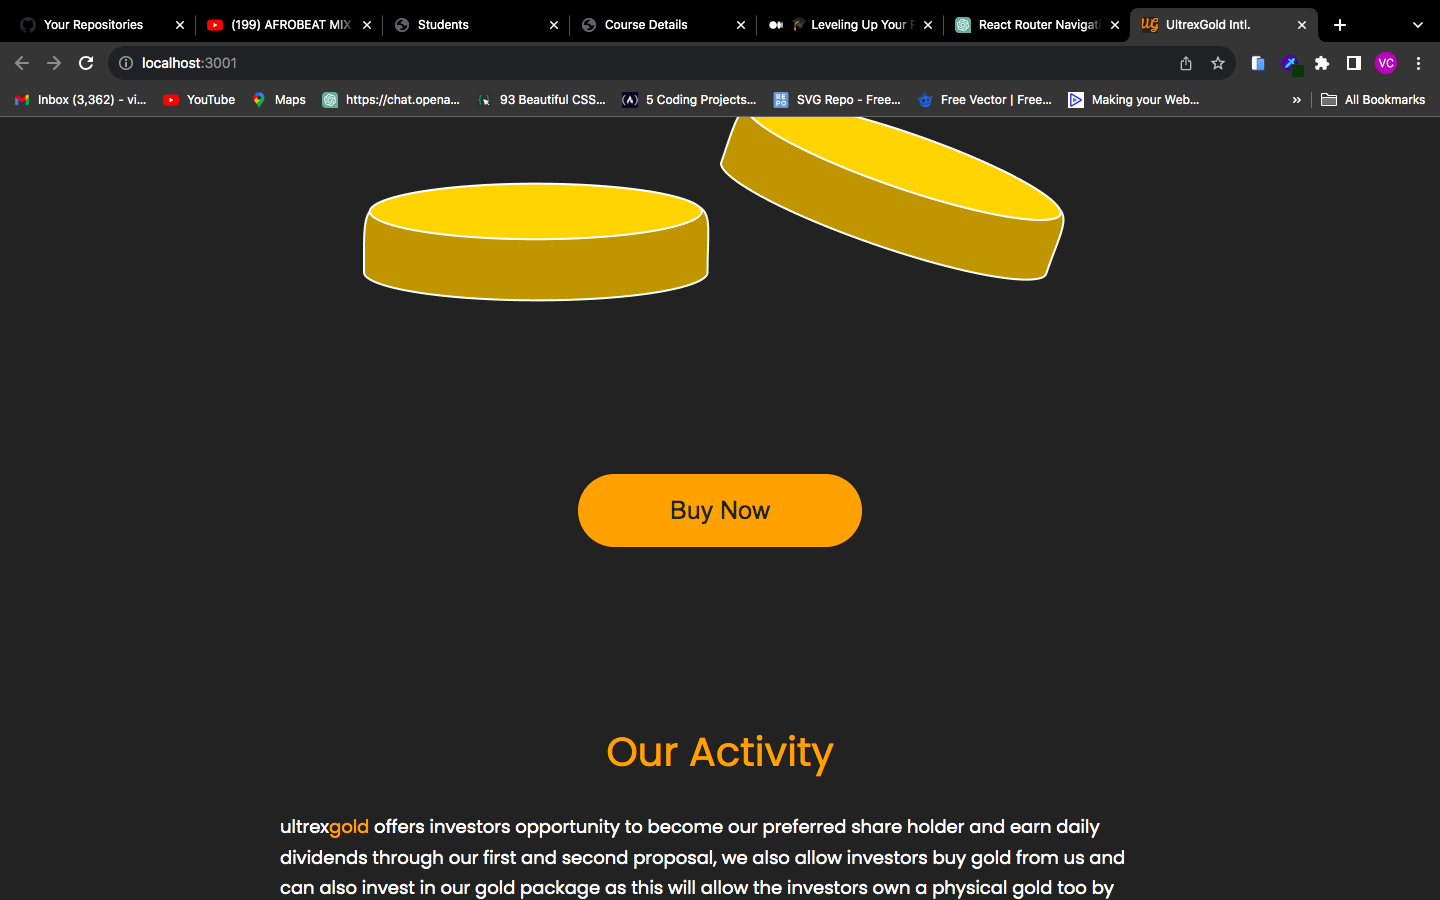 Your Repositories
(199) AFROBEAT MIX
Students
Course Details
Leveling Up Your
React Router Navigati
UG
UltrexGold Intl.
localhost:3001
VC
Inbox (3,362) - vi...
YouTube
Maps
https://chat.opena...
93 Beautiful CSS...
(A)
5 Coding Projects...
RE
PO
SVG Repo - Free...
Free Vector | Free...
Making your Web...
»
All Bookmarks
Buy Now
Our Activity
ultrexgold offers investors opportunity to become our preferred share holder and earn daily
dividends through our first and second proposal, we also allow investors buy gold from us and
can also invest in our gold package as this will allow the investors own a physical gold too by